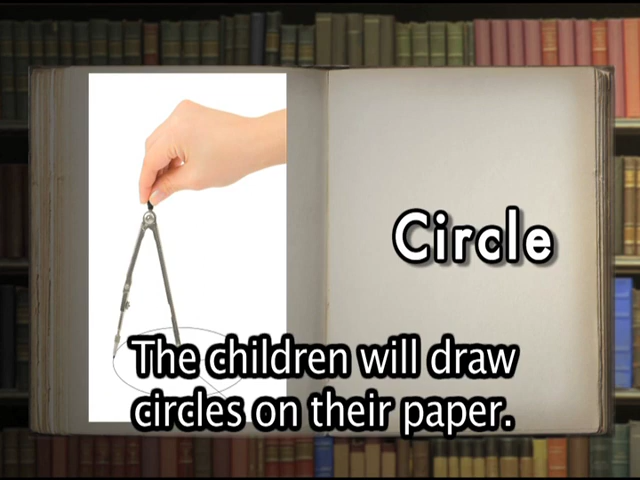 Circle
The children will draw
circles on their paper.